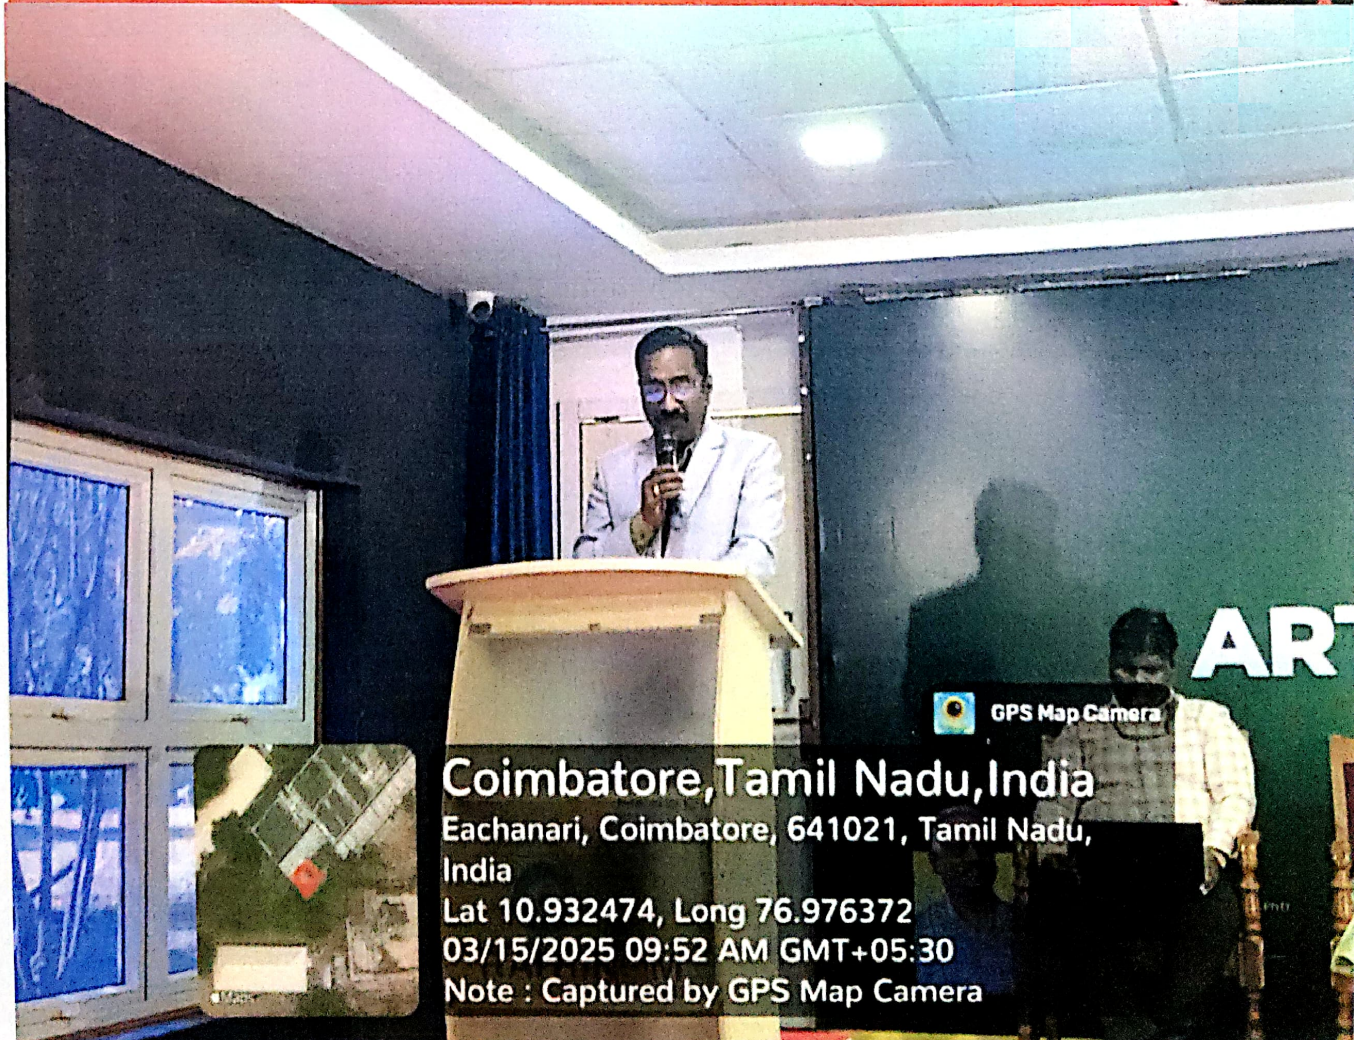 ART
GPS Map Camera
Coimbatore,Tamil Nadu,India
Eachanari, Coimbatore, 641021, Tamil Nadu,
India
Lat 10.932474, Long 76.976372
03/15/2025 09:52 AM GMT+05:30
Note : Captured by GPS Map Camera